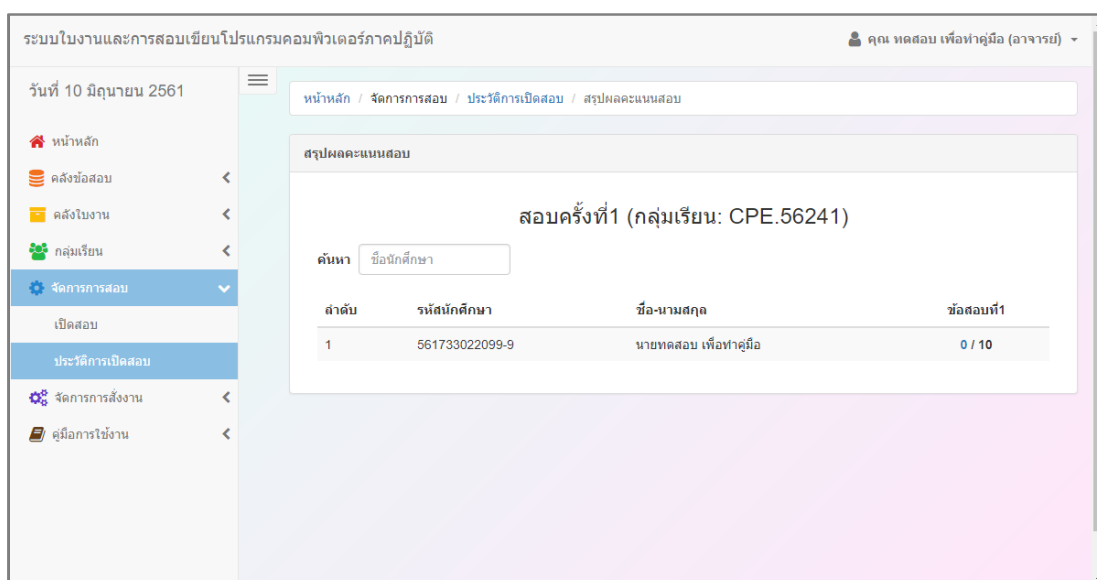 ระบบใบงานและการสอบเขียนโปรแกรมคอมพิวเตอร์ภาคปฏิบัติ
คุณ ทดสอบ เพื่อทำคู่มือ (อาจารย์)
วันที่ 10 มิถุนายน 2561
หน้าหลัก / จัดการการสอบ / ประวัติการเปิดสอบ / สรุปผลคะแนนสอบ
หน้าหลัก
คลังข้อสอบ
คลังใบงาน
กลุ่มเรียน
จัดการการสอบ
เปิดสอบ
ประวัติการเปิดสอบ
จัดการการสั่งงาน
คู่มือการใช้งาน
สรุปผลคะแนนสอบ
สอบครั้งที่1 (กลุ่มเรียน: CPE.56241)
ค้นหา ชื่อนักศึกษา
ลำดับ รหัสนักศึกษา ชื่อ-นามสกุล ข้อสอบที่1
1 561733022099-9 นายทดสอบ เพื่อทำคู่มือ 0 / 10